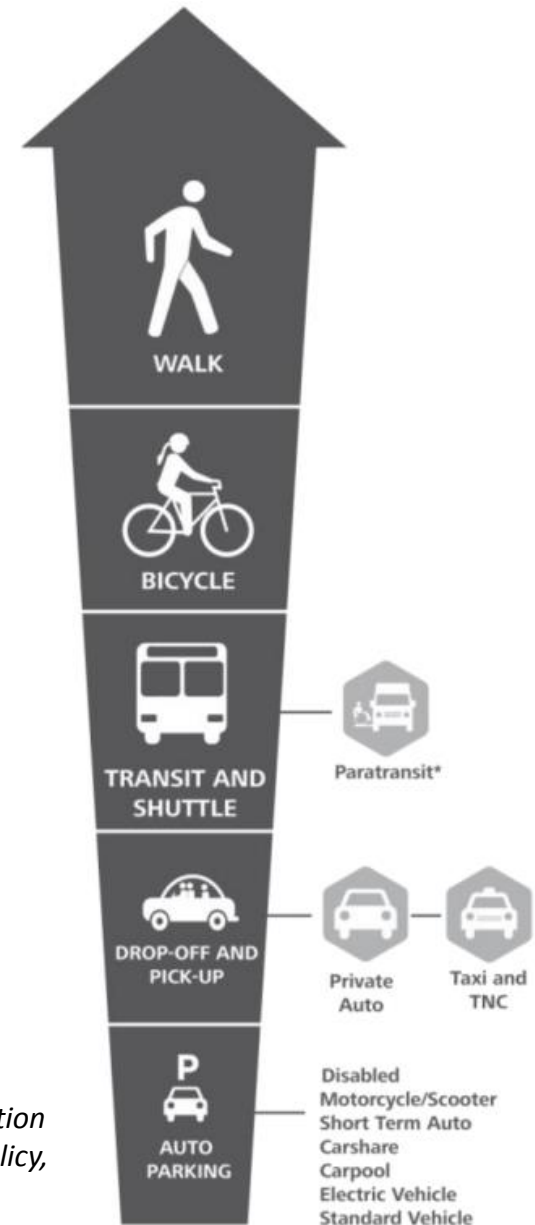 WALK
BICYCLE
TRANSIT AND
SHUTTLE
Paratransit*
DROP-OFF AND
PICK-UP
Private
Auto
Taxi and
TNC
P
AUTO
PARKING
Disabled
Motorcycle/Scooter
Short Term Auto
Carshare
Carpool
Electric Vehicle
Standard Vehicle